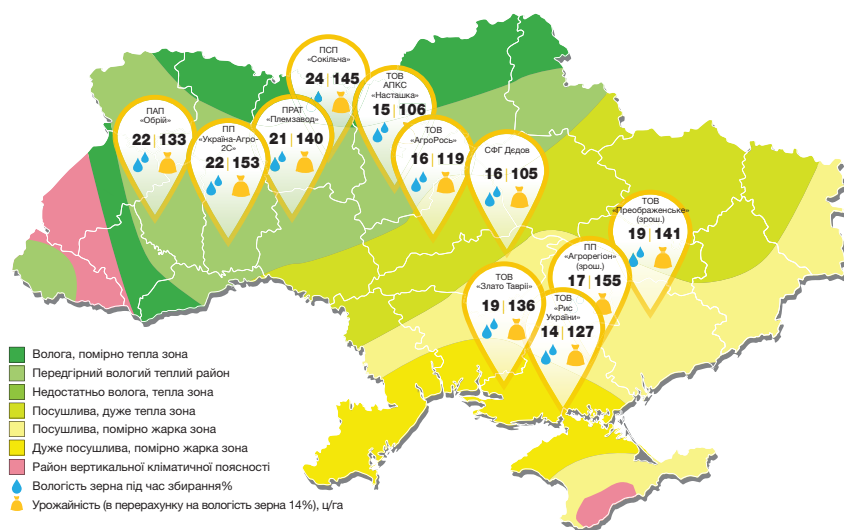 ПСП
«Сокільча»
24 | 145
ТОВ
АПКС
«Насташка»
15 | 106
ПАП
«Обрій»
22 | 133
ПП
«Україна-Агро-
2С»
22 | 153
ПРАТ
«Племзавод»
21 | 140
ТОВ
«АгроРось»
16 | 119
СФГ Дєдов
16 | 105
ТОВ
«Преображенське»
(зрош.)
19 | 141
ПП
«Агрорегіон»
(зрош.)
17 | 155
ТОВ
«Злато Таврії»
19 | 136
ТОВ
«Рис
України»
14 | 127
Волога, помірно тепла зона
Передгірний вологий теплий район
Недостатньо волога, тепла зона
Посушлива, дуже тепла зона
Посушлива, помірно жарка зона
Дуже посушлива, помірно жарка зона
Район вертикальної кліматичної поясності
Вологість зерна під час збирання%
Урожайність (в перерахунку на вологість зерна 14%), ц/га